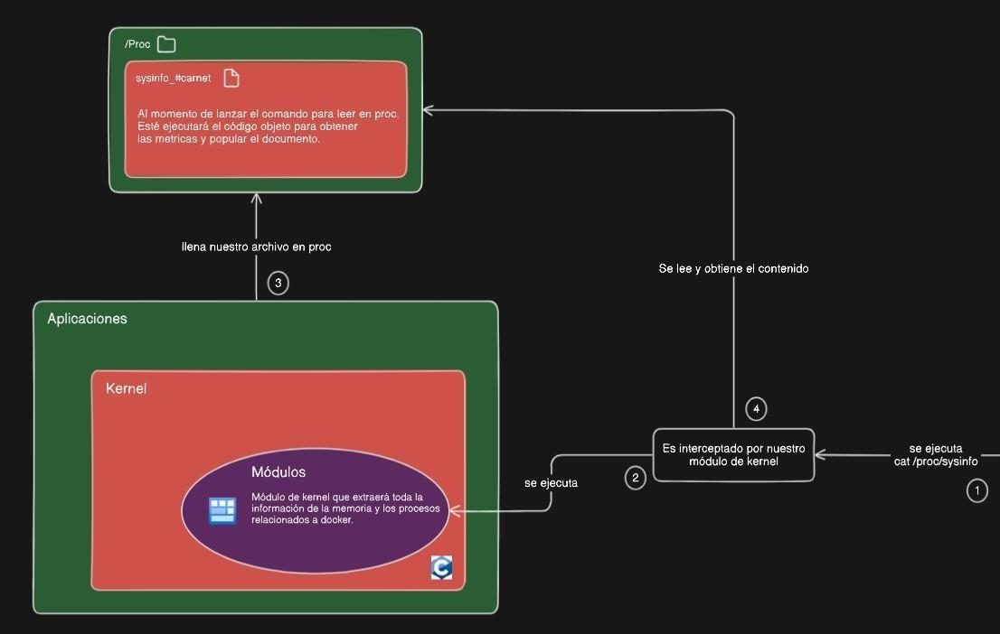 /Proc
sysinfo_#carnet
Al momento de lanzar el comando para leer en proc.
Esté ejecutará el código objeto para obtener
las metricas y popular el documento.
llena nuestro archivo en proc
3
Se lee y obtiene el contenido
Aplicaciones
Kernel
Módulos
Módulo de kernel que extraerá toda la
información de la memoria y los procesos
relacionados a docker.
C
se ejecuta
2
4
Es interceptado por nuestro
módulo de kernel
se ejecuta
cat /proc/sysinfo
1